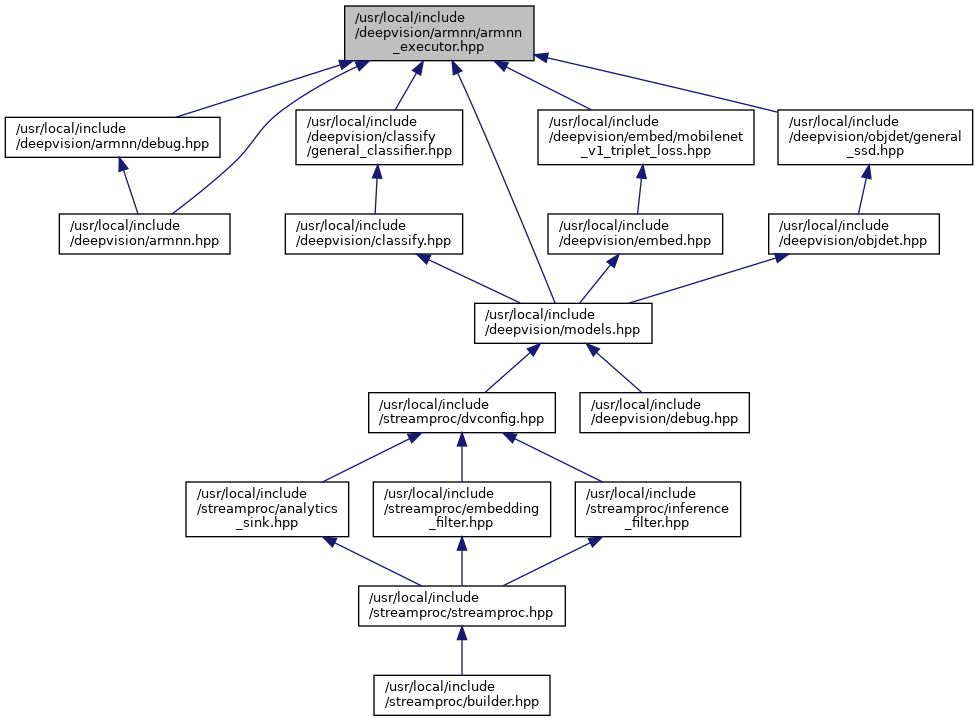 /usr/local/include
/deepvision/armnn/armnn
_executor.hpp
/usr/local/include
/deepvision/armnn/debug.hpp
/usr/local/include
/deepvision/classify
/general_classifier.hpp
/usr/local/include
/deepvision/embed/mobilenet
_v1_triplet_loss.hpp
/usr/local/include
/deepvision/objdet/general
_ssd.hpp
/usr/local/include
/deepvision/armnn.hpp
/usr/local/include
/deepvision/classify.hpp
/usr/local/include
/deepvision/embed.hpp
/usr/local/include
/deepvision/objdet.hpp
/usr/local/include
/deepvision/models.hpp
/usr/local/include
/streamproc/dvconfig.hpp
/usr/local/include
/deepvision/debug.hpp
/usr/local/include
/streamproc/analytics
_sink.hpp
/usr/local/include
/streamproc/embedding
_filter.hpp
/usr/local/include
/streamproc/inference
_filter.hpp
/usr/local/include
/streamproc/streamproc.hpp
/usr/local/include
/streamproc/builder.hpp